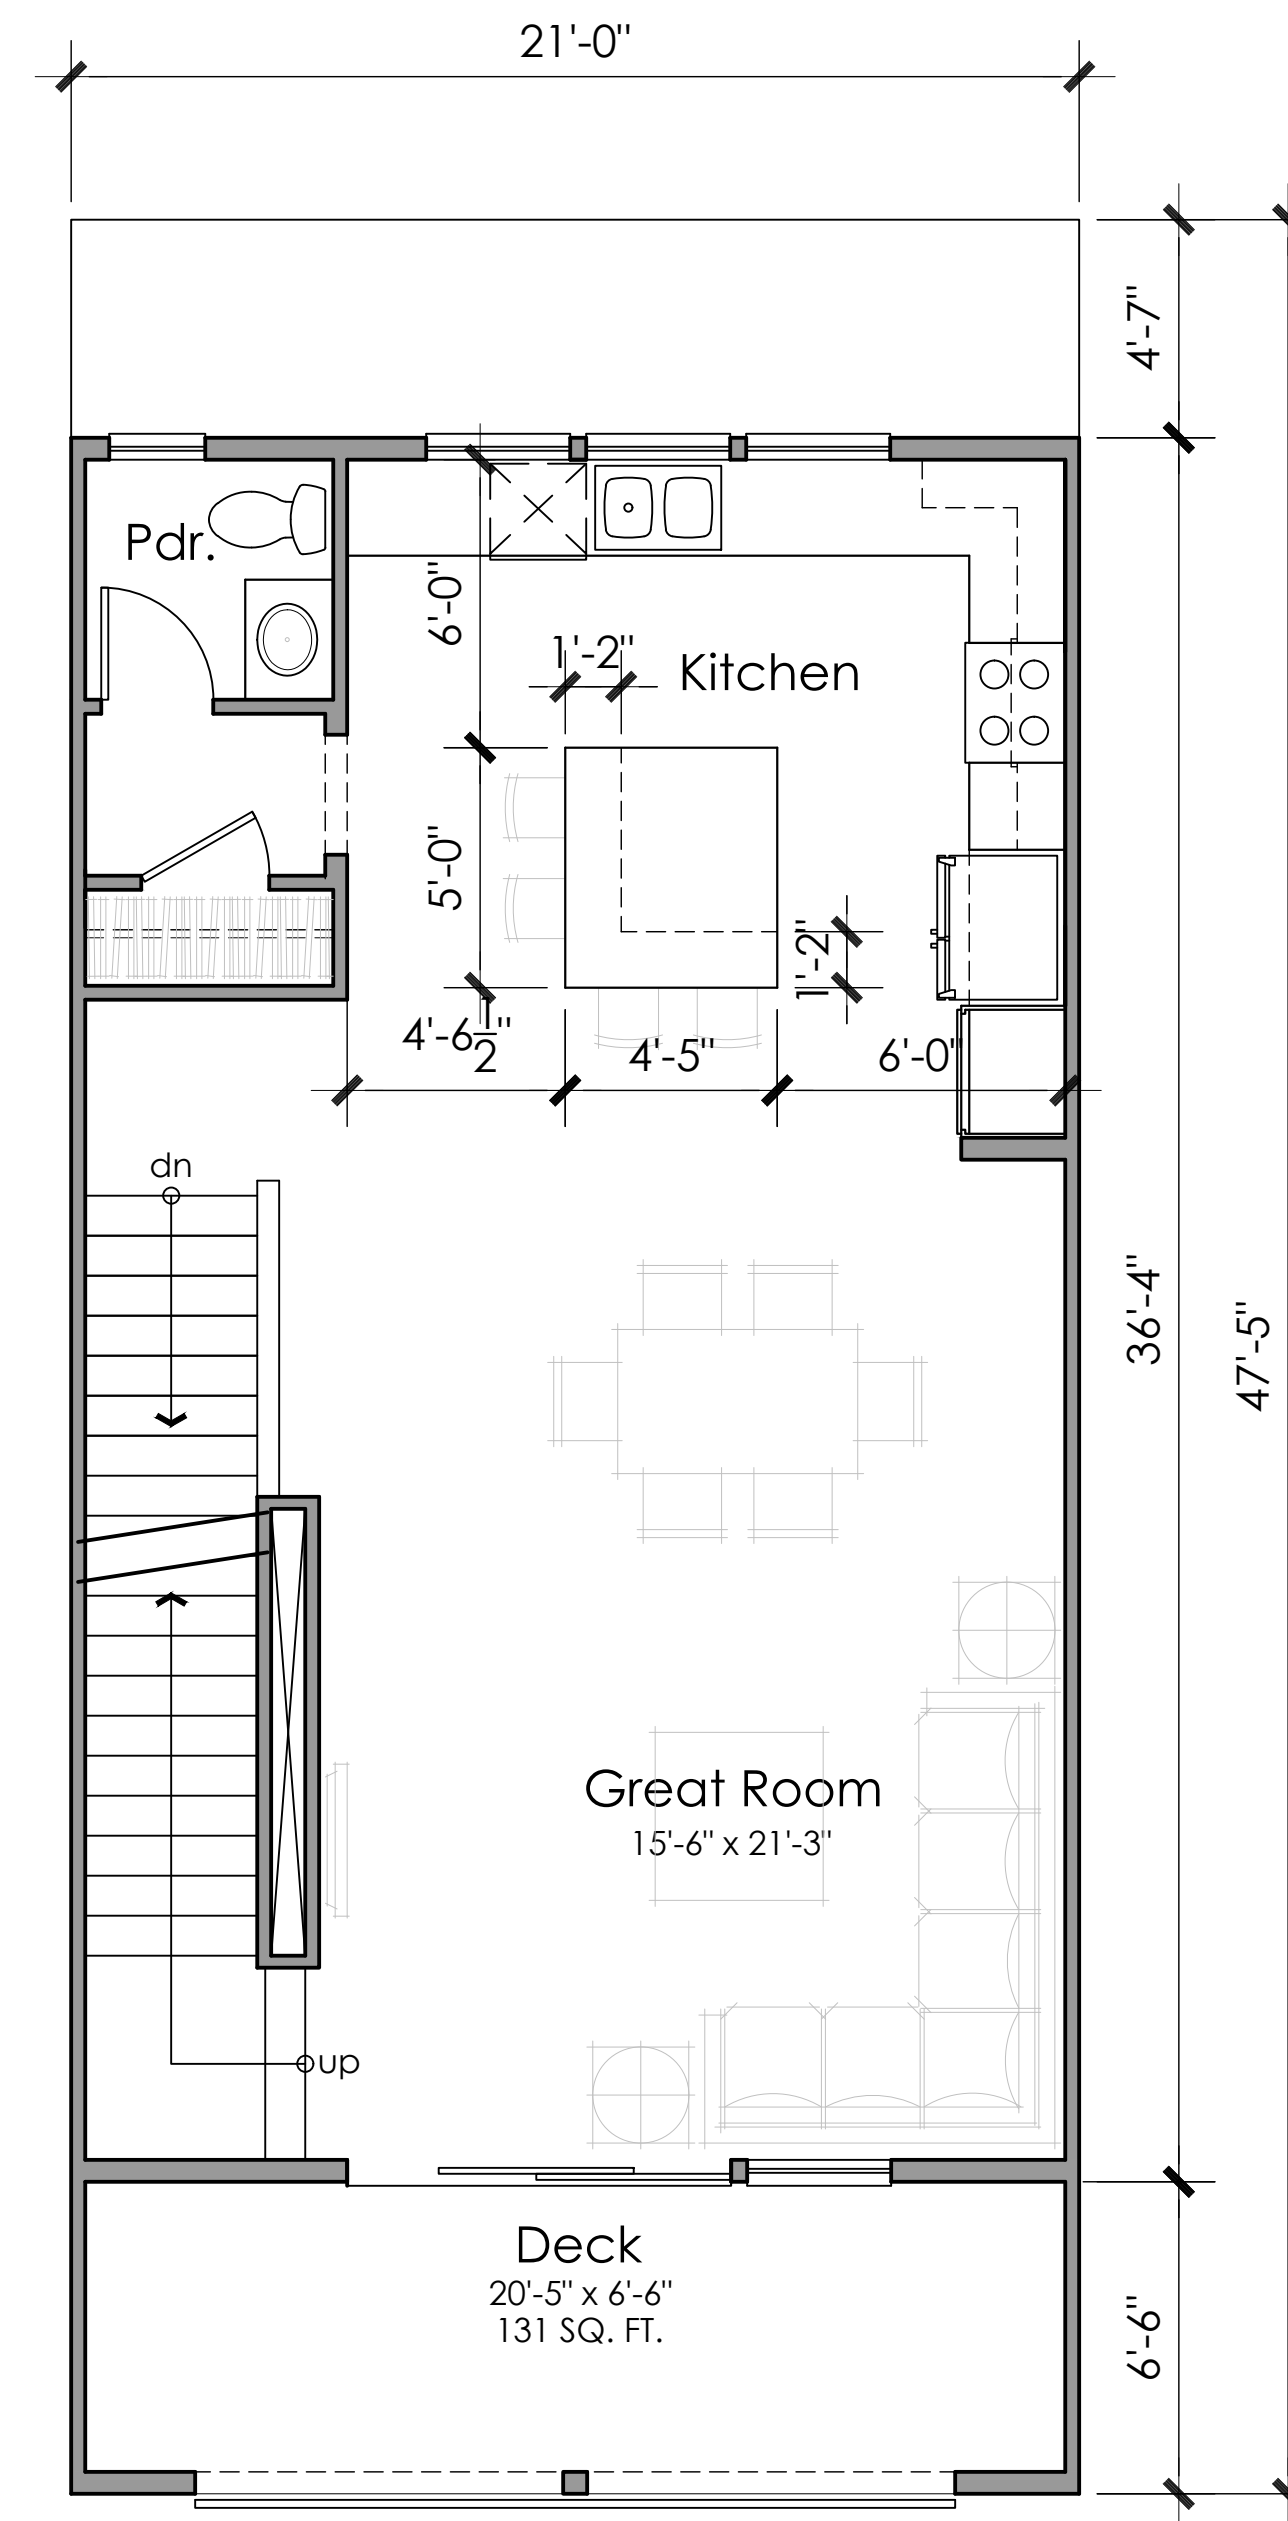 21'-0"
4'-7"
Pdr.
6'-0"
1'-2"
Kitchen
5'-0"
1'-2"
4'-6 1/2"
4'-5"
6'-0"
dn
36'-4"
47'-5"
Great Room
15'-6" x 21'-3"
up
Deck
20'-5" x 6'-6"
131 SQ. FT.
6'-6"